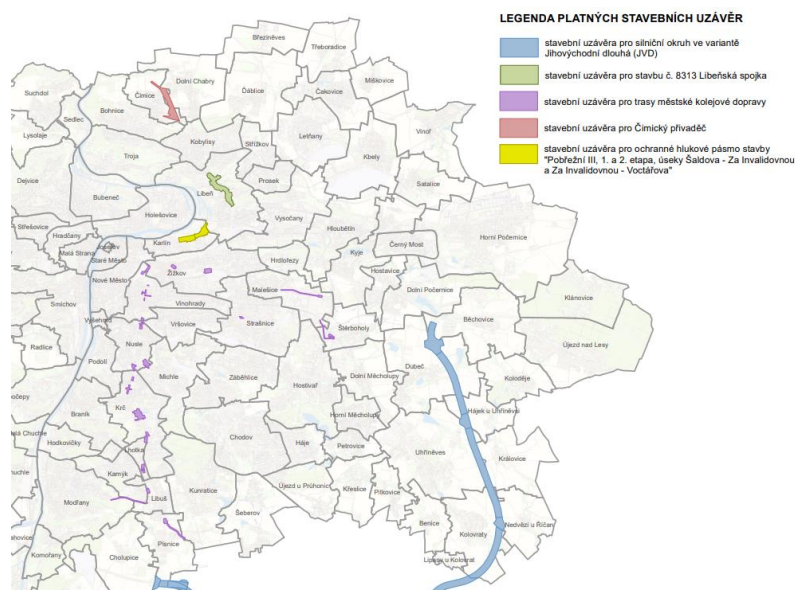 LEGENDA PLATNÝCH STAVEBNÍCH UZÁVĚR
stavební uzávěra pro silniční okruh ve variantě
Jihovýchodní dlouhá (JVD)
stavební uzávěra pro stavbu č. 8313 Libeňská spojka
stavební uzávěra pro trasy městské kolejové dopravy
stavební uzávěra pro Čimický přivaděč
stavební uzávěra pro ochranné hlukové pásmo stavby
"Pobřežní III, 1. a 2. etapa, úseky Šaldova - Za Invalidovnou
a Za Invalidovnou - Voctářova"
Březiněves
Třeboradice
Dolní Chabry
Miškovice
Suchdol
Čimice
Ďáblice
Čakovice
Bohnice
Sedlec
Lysolaje
Kobylisy
Střížkov
Letňany
Vinoř
Troja
Kbely
Dejvice
Prosek
Satalice
Bubeneč
Libeň
Holešovice
Vysočany
Střešovice
Hradčany
Hloubětín
Horní Počernice
Karlín
Josefov
Černý Most
Malá Strana
Staré Město
Kyje
Hrdlořezy
Hostavice
Nové Město
Žižkov
Malešice
Dolní Počernice
Klánovice
Smíchov
Vinohrady
Vyšehrad
Vršovice
Strašnice
Štěrboholy
Běchovice
Radlice
Nusle
Újezd nad Lesy
Podolí
Michle
Záběhlice
Dolní Měcholupy
Dubeč
Koloděje
Hostivař
Braník
Krč
Horní Měcholupy
Hájek u Uhříněvsi
Malá Chuchle
Hodkovičky
Chodov
Háje
Petrovice
Lhotka
Uhříněves
Královice
Kamýk
Modřany
Libuš
Kunratice
Újezd u Průhonic
Křeslice
Pitkovice
Šeberov
Benice
Kolovraty
Nedvězí u Říčan
Komořany
Cholupice
Písnice
Lipany u Kolovrat